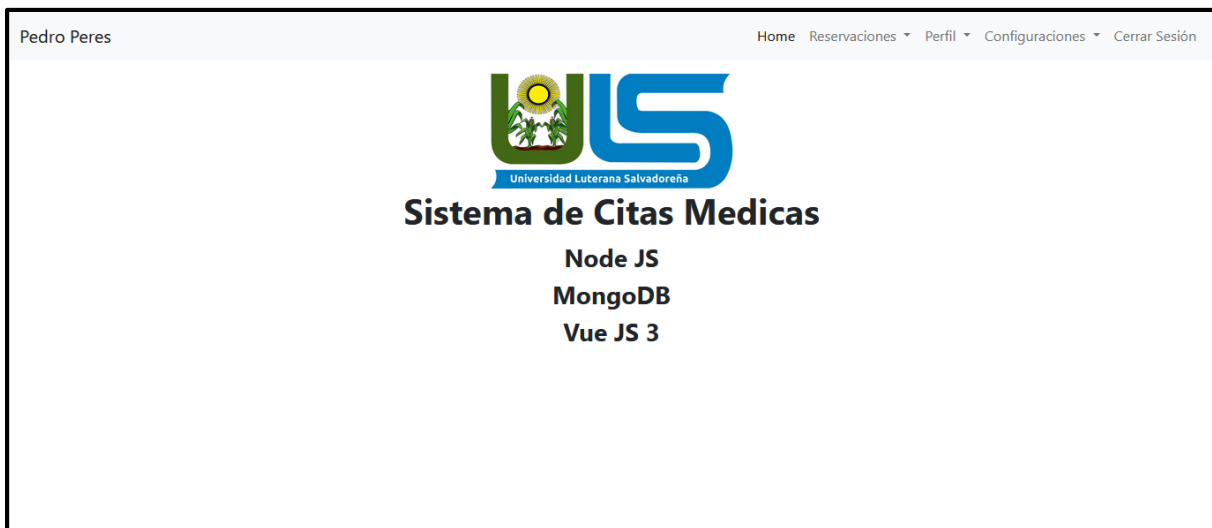 Pedro Peres
Home Reservaciones Perfil Configuraciones Cerrar Sesión
ULS
Universidad Luterana Salvadoreña
Sistema de Citas Medicas
Node JS
MongoDB
Vue JS 3